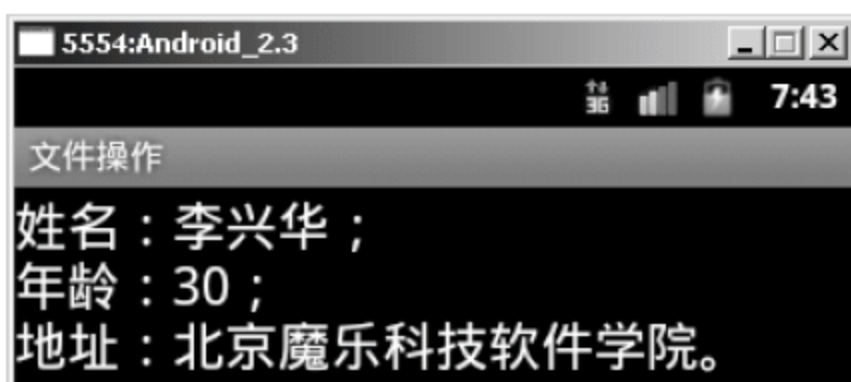 5554:Android_2.3
3G 7:43
文件操作
姓名：李兴华；
年龄：30；
地址：北京魔乐科技软件学院。